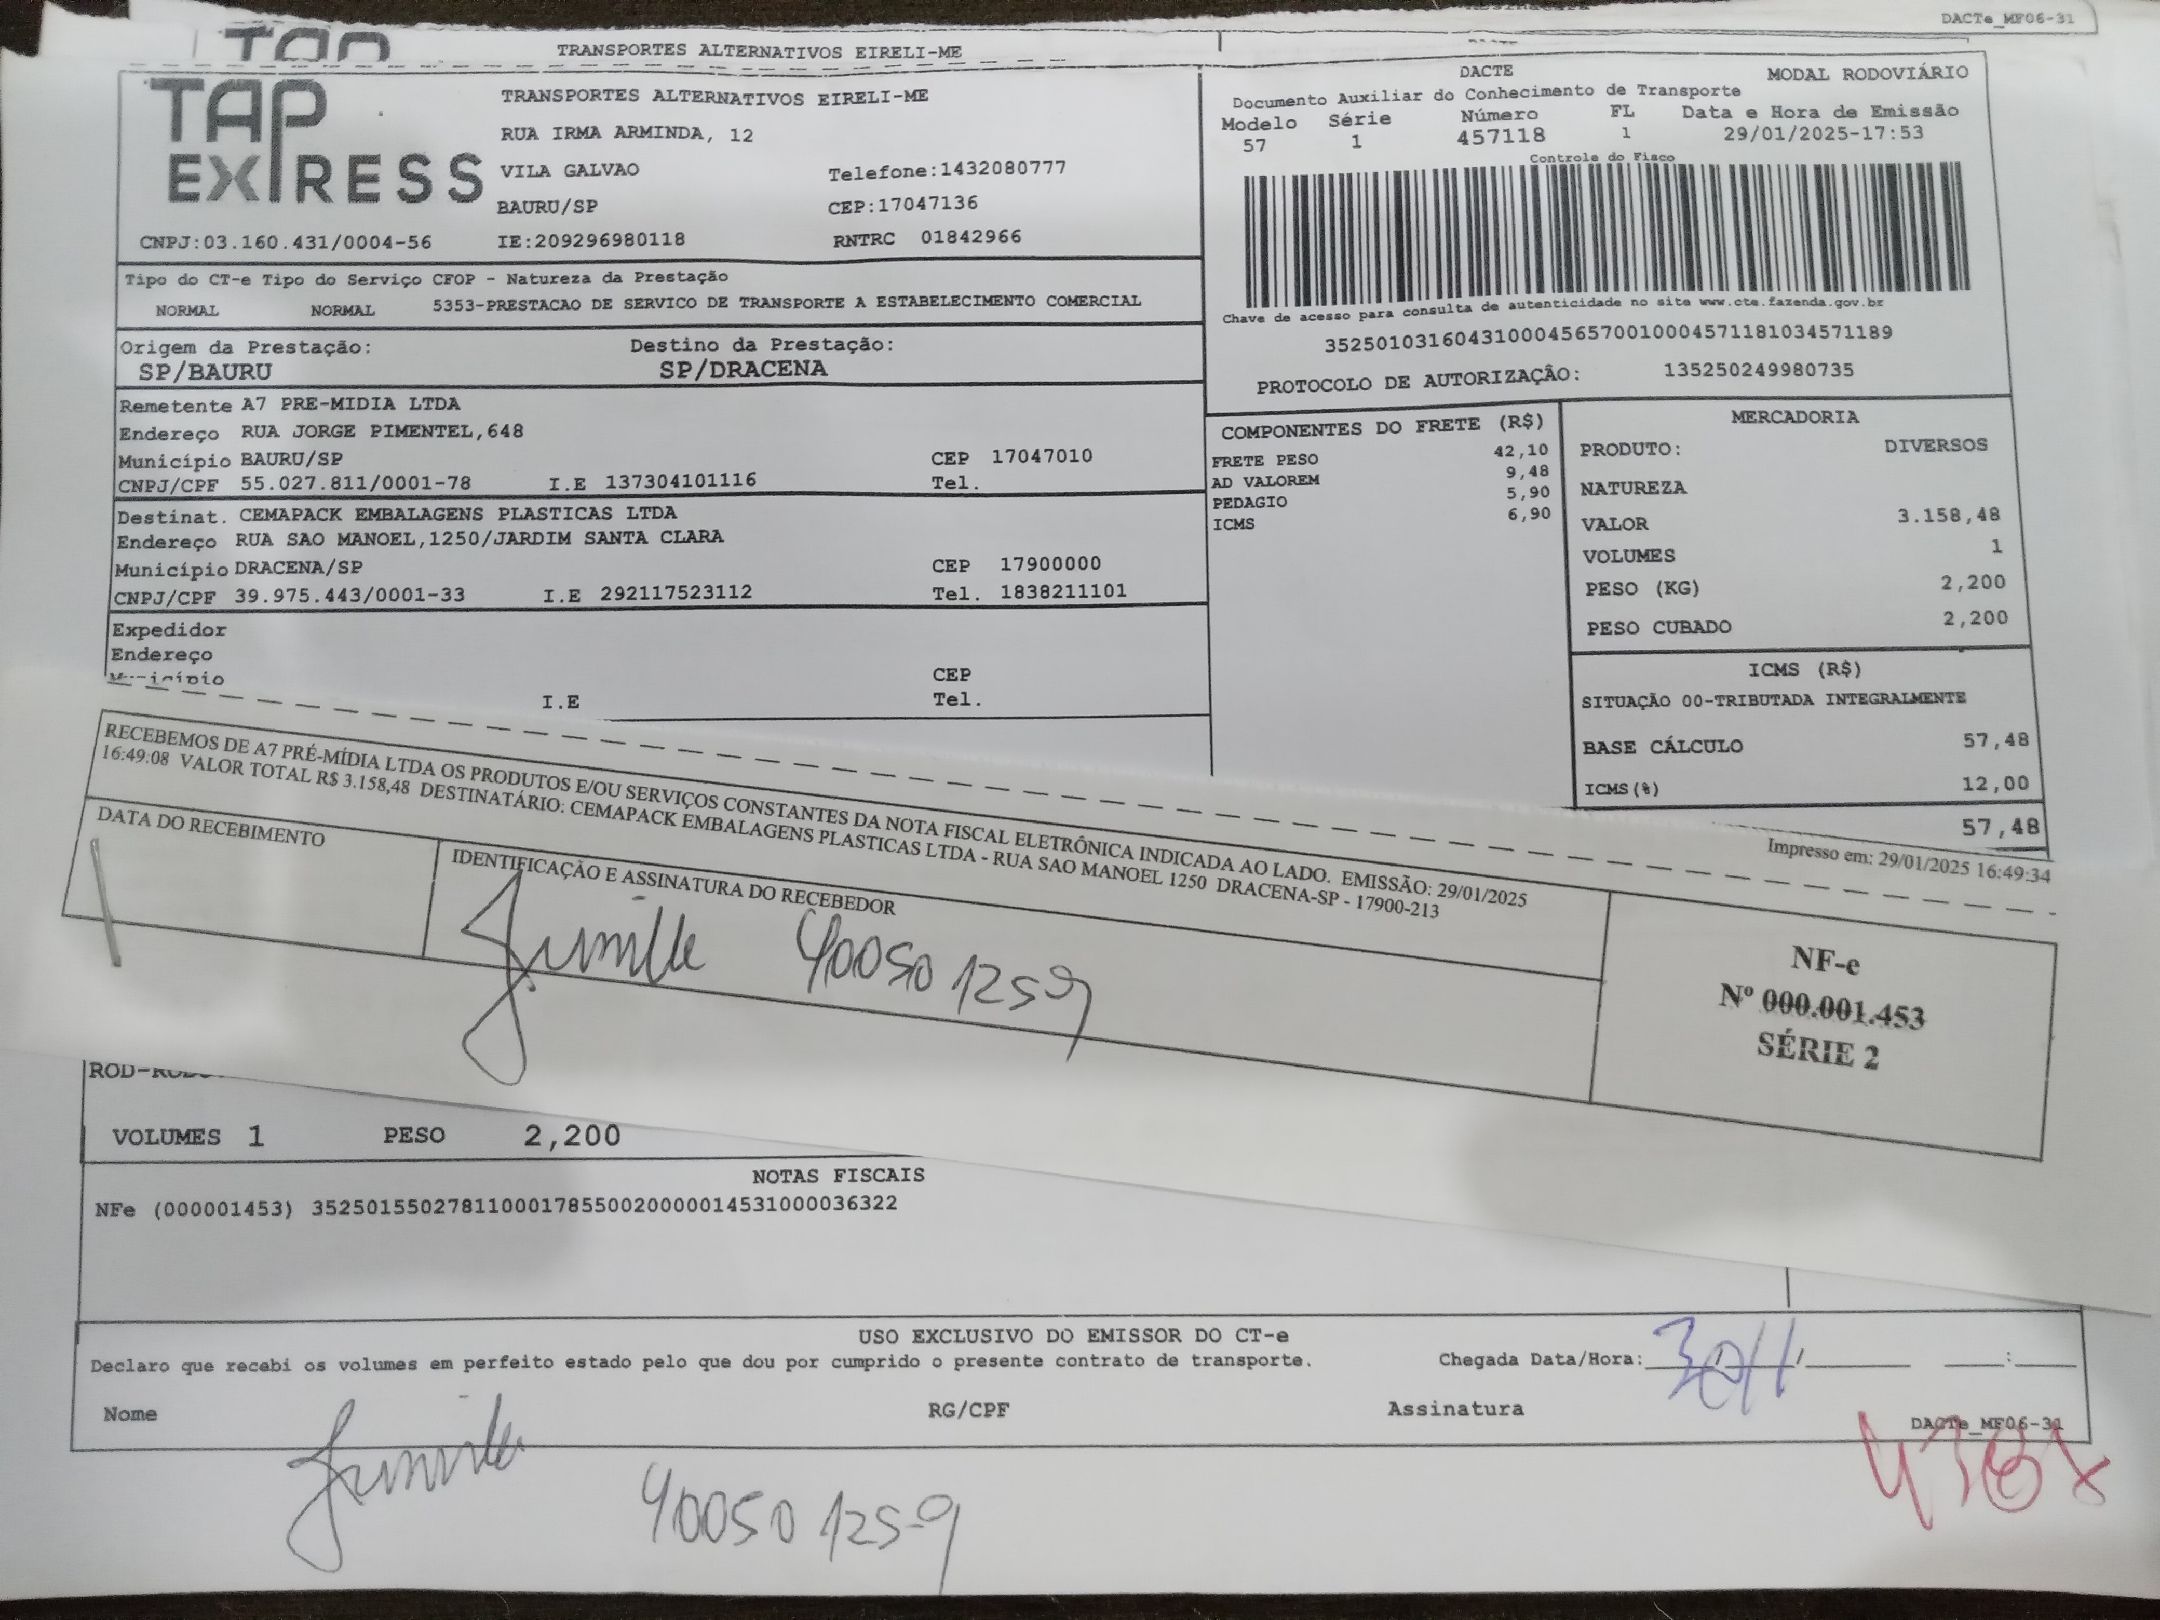 DACTe_MF06-31
TAP
TRANSPORTES ALTERNATIVOS EIRELI-ME
TAP EXPRESS
TRANSPORTES ALTERNATIVOS EIRELI-ME
RUA IRMA ARMINDA, 12
VILA GALVAO Telefone:1432080777
BAURU/SP CEP:17047136
CNPJ:03.160.431/0004-56 IE:209296980118 RNTRC 01842966
DACTE MODAL RODOVIÁRIO
Documento Auxiliar do Conhecimento de Transporte
Modelo Série Número FL Data e Hora de Emissão
57 1 457118 1 29/01/2025-17:53
Controle do Fisco
Chave de acesso para consulta de autenticidade no site www.cte.fazenda.gov.br
35250103160431000456570010004571181034571189
PROTOCOLO DE AUTORIZAÇÃO: 135250249980735
Tipo do CT-e Tipo do Serviço CFOP - Natureza da Prestação
NORMAL NORMAL 5353-PRESTACAO DE SERVICO DE TRANSPORTE A ESTABELECIMENTO COMERCIAL
Origem da Prestação: Destino da Prestação:
SP/BAURU SP/DRACENA
Remetente A7 PRE-MIDIA LTDA
Endereço RUA JORGE PIMENTEL,648
Município BAURU/SP CEP 17047010
CNPJ/CPF 55.027.811/0001-78 I.E 137304101116 Tel.
Destinat. CEMAPACK EMBALAGENS PLASTICAS LTDA
Endereço RUA SAO MANOEL,1250/JARDIM SANTA CLARA
Município DRACENA/SP CEP 17900000
CNPJ/CPF 39.975.443/0001-33 I.E 292117523112 Tel. 1838211101
Expedidor
Endereço
Município CEP
I.E Tel.
COMPONENTES DO FRETE (R$)
FRETE PESO 42,10
AD VALOREM 9,48
PEDAGIO 5,90
ICMS 6,90
MERCADORIA
PRODUTO: DIVERSOS
NATUREZA
VALOR 3.158,48
VOLUMES 1
PESO (KG) 2,200
PESO CUBADO 2,200
ICMS (R$)
SITUAÇÃO 00-TRIBUTADA INTEGRALMENTE
BASE CÁLCULO 57,48
ICMS(%) 12,00
57,48
Impresso em: 29/01/2025 16:49:34
RECEBEMOS DE A7 PRÉ-MÍDIA LTDA OS PRODUTOS E/OU SERVIÇOS CONSTANTES DA NOTA FISCAL ELETRÔNICA INDICADA AO LADO. EMISSÃO: 29/01/2025
16:49:08 VALOR TOTAL R$ 3.158,48 DESTINATÁRIO: CEMAPACK EMBALAGENS PLASTICAS LTDA - RUA SAO MANOEL 1250 DRACENA-SP - 17900-213
DATA DO RECEBIMENTO
IDENTIFICAÇÃO E ASSINATURA DO RECEBEDOR
400501259
NF-e
Nº 000.001.453
SÉRIE 2
VOLUMES 1 PESO 2,200
NOTAS FISCAIS
NFe (000001453) 35250155027811000178550020000014531000036322
USO EXCLUSIVO DO EMISSOR DO CT-e
Declaro que recebi os volumes em perfeito estado pelo que dou por cumprido o presente contrato de transporte. Chegada Data/Hora:___/___/______ ___:___
Nome RG/CPF Assinatura
DACTe_MF06-31
400501259